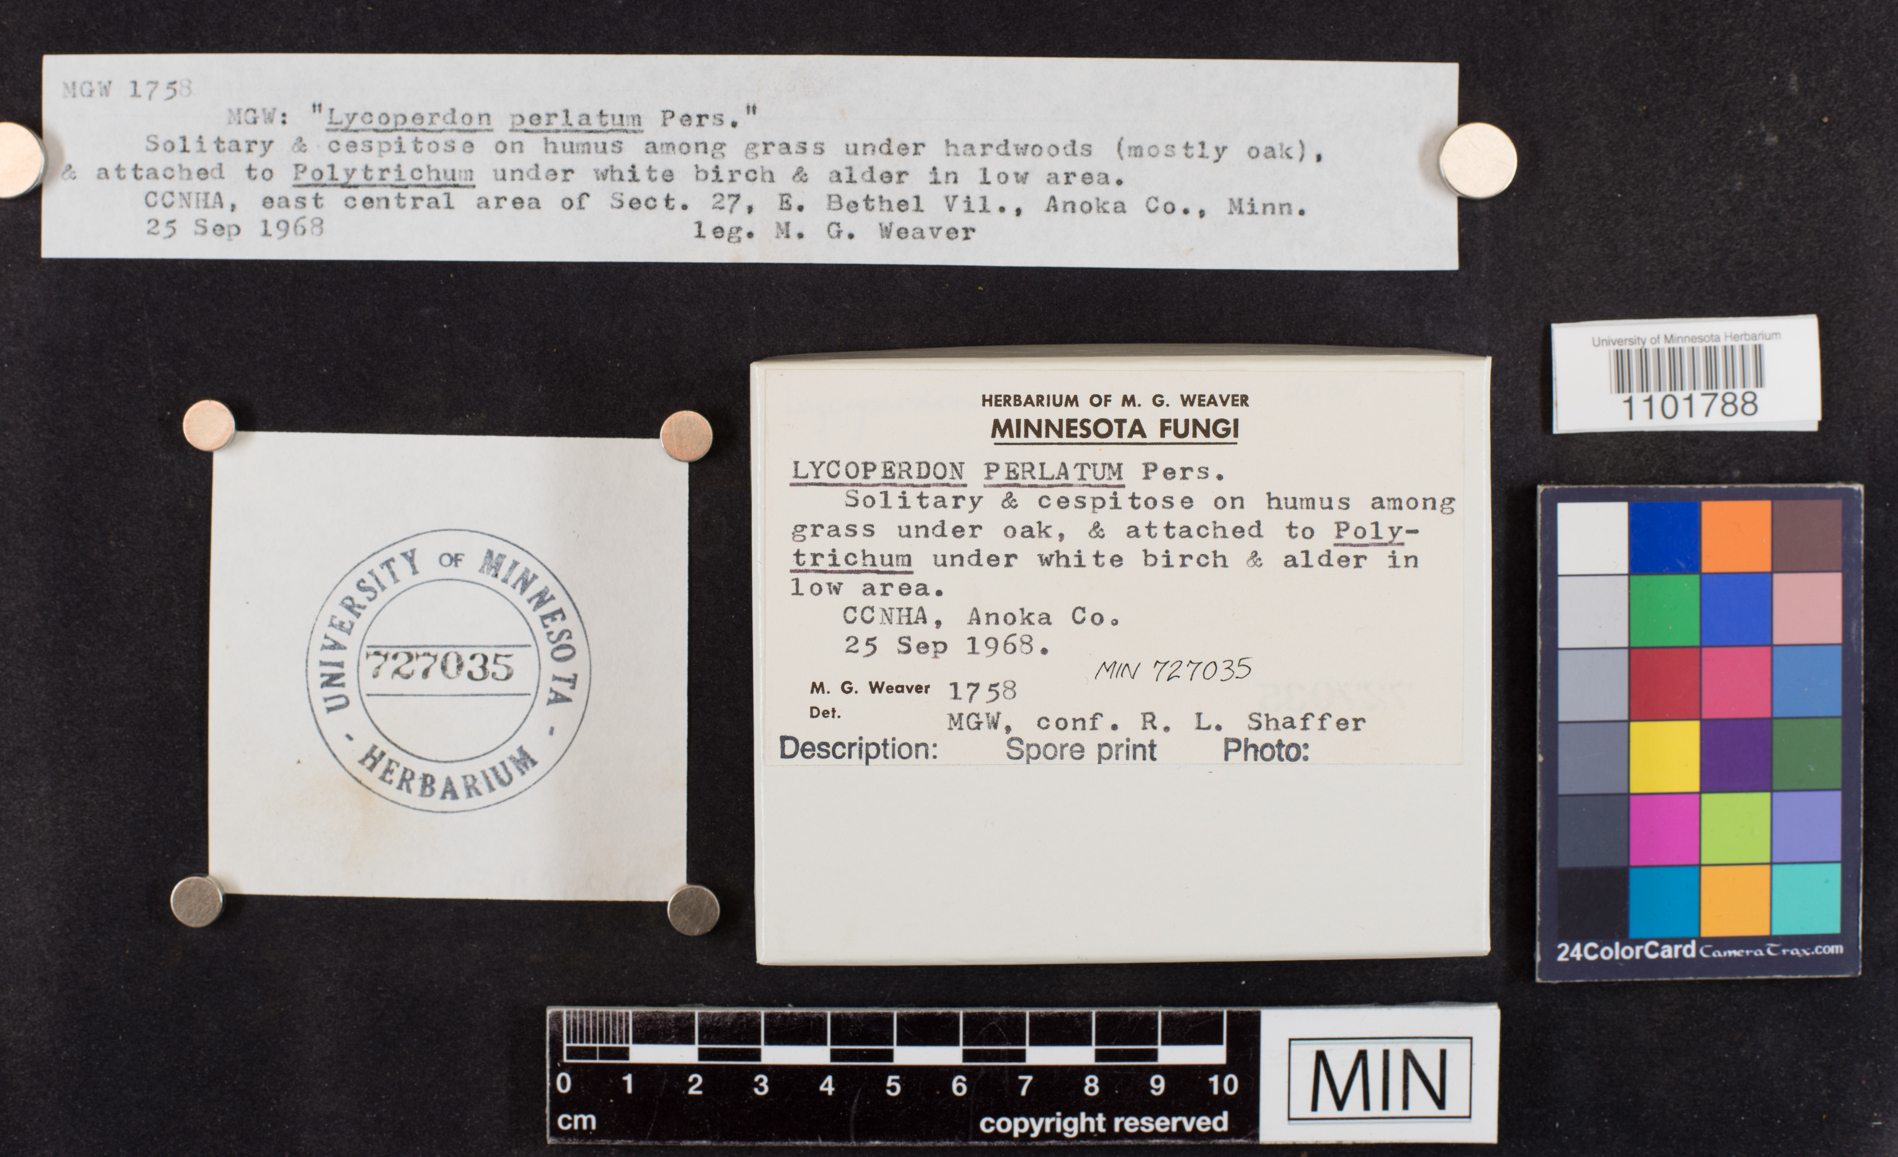 MGW 1758
MGW: "Lycoperdon perlatum Pers."
Solitary & cespitose on humus among grass under hardwoods (mostly oak),
& attached to Polytrichum under white birch & alder in low area.
CCNHA, east central area of Sect. 27, E. Bethel Vil., Anoka Co., Minn.
25 Sep 1968 leg. M. G. Weaver
University of Minnesota Herbarium
1101788
HERBARIUM OF M. G. WEAVER
MINNESOTA FUNGI
LYCOPERDON PERLATUM Pers.
Solitary & cespitose on humus among
grass under oak, & attached to Poly-
trichum under white birch & alder in
low area.
CCNHA, Anoka Co.
25 Sep 1968.
MIN 727035
M. G. Weaver 1758
Det. MGW, conf. R. L. Shaffer
Description: Spore print Photo:
UNIVERSITY OF MINNESOTA
727035
- HERBARIUM -
24ColorCard CameraTrax.com
0 1 2 3 4 5 6 7 8 9 10
cm copyright reserved
MIN